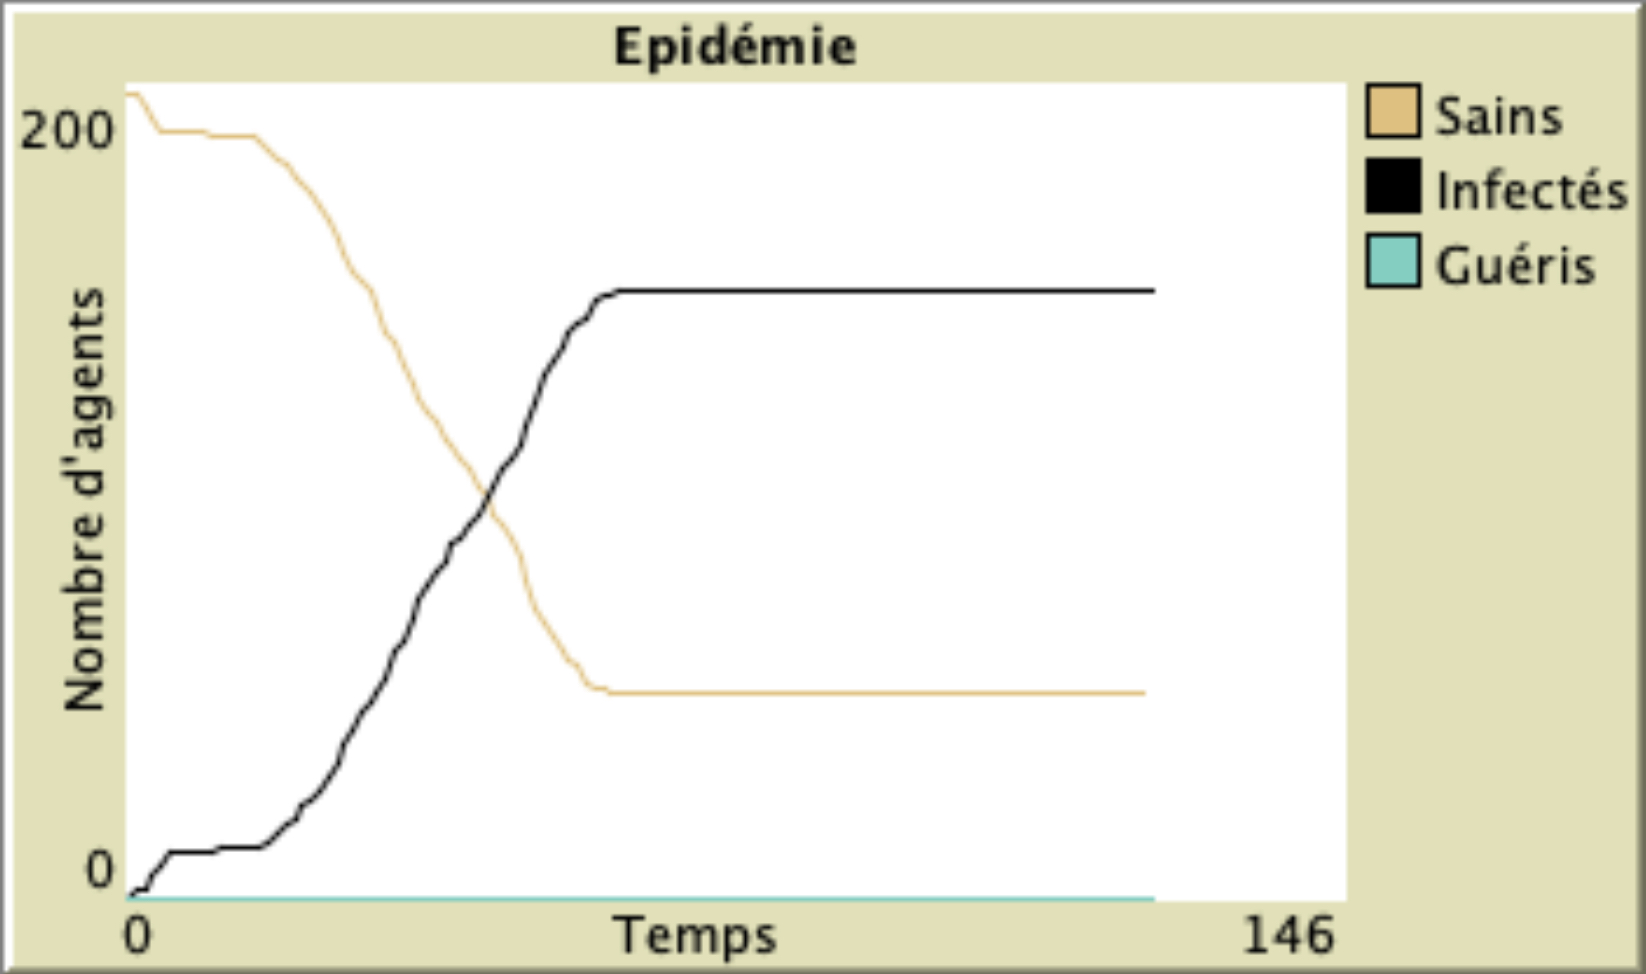 Epidémie
200
0
Nombre d'agents
0
Temps
146
Sains
Infectés
Guéris